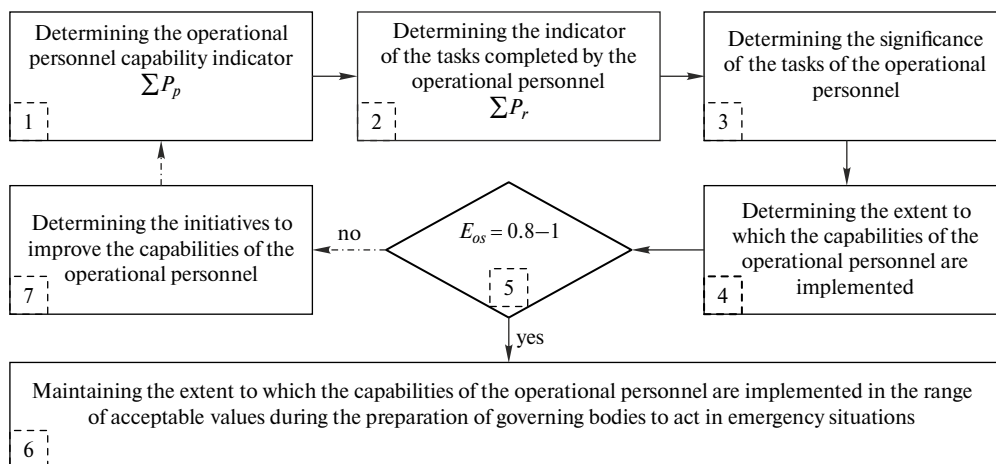 Determining the operational
personnel capability indicator
∑P_p
1
Determining the indicator
of the tasks completed by the
operational personnel
∑P_r
2
Determining the significance
of the tasks of the operational
personnel
3
Determining the extent to
which the capabilities of the
operational personnel are
implemented
4
E_os = 0.8–1
5
no
yes
Determining the initiatives to
improve the capabilities of the
operational personnel
7
Maintaining the extent to which the capabilities of the operational personnel are implemented in the range
of acceptable values during the preparation of governing bodies to act in emergency situations
6